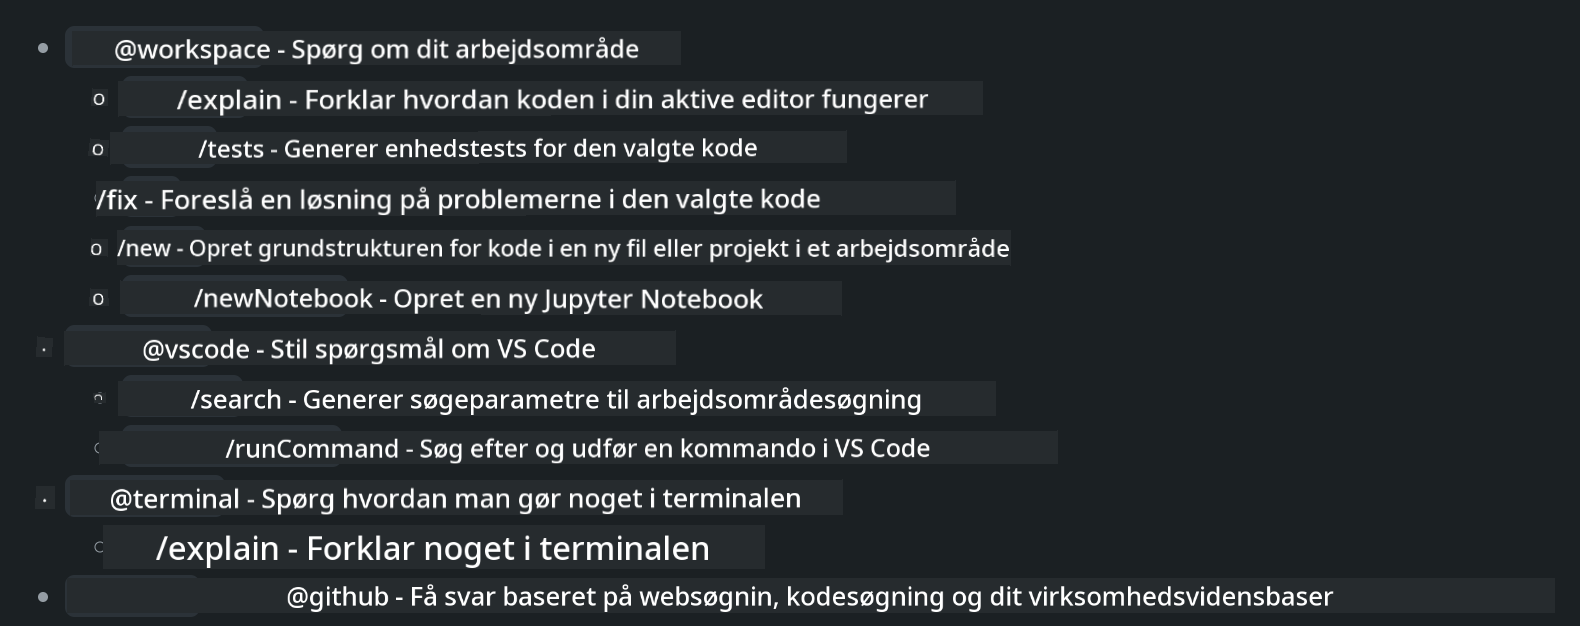 @workspace - Spørg om dit arbejdsområde
/explain - Forklar hvordan koden i din aktive editor fungerer
/tests - Generer enhedstests for den valgte kode
/fix - Foreslå en løsning på problemerne i den valgte kode
/new - Opret grundstrukturen for kode i en ny fil eller projekt i et arbejdsområde
/newNotebook - Opret en ny Jupyter Notebook
@vscode - Stil spørgsmål om VS Code
/search - Generer søgeparametre til arbejdsområdesøgning
/runCommand - Søg efter og udfør en kommando i VS Code
@terminal - Spørg hvordan man gør noget i terminalen
/explain - Forklar noget i terminalen
@github - Få svar baseret på websøgnin, kodesøgning og dit virksomhedsvidensbaser